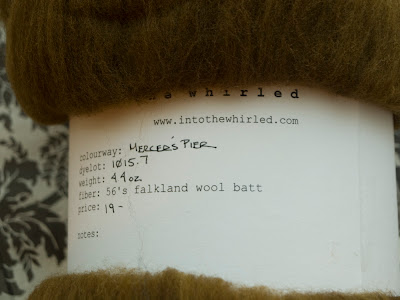 the whirled
www.intothewhirled.com
colourway: MERCER'S PIER
dyelot: 1015.7
weight: 4.4 oz.
fiber: 56's falkland wool batt
price: 19-
notes: